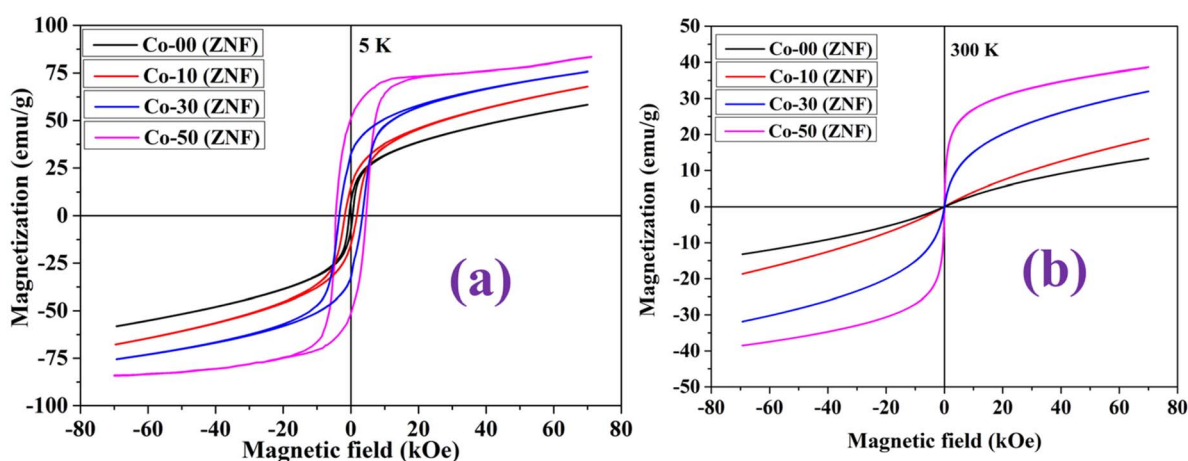 100
75
50
25
0
-25
-50
-75
-100
Magnetization (emu/g)
Co-00 (ZNF)
Co-10 (ZNF)
Co-30 (ZNF)
Co-50 (ZNF)
5 K
(a)
-80 -60 -40 -20 0 20 40 60 80
Magnetic field (kOe)
50
40
30
20
10
0
-10
-20
-30
-40
-50
Magnetization (emu/g)
Co-00 (ZNF)
Co-10 (ZNF)
Co-30 (ZNF)
Co-50 (ZNF)
300 K
(b)
-80 -60 -40 -20 0 20 40 60 80
Magnetic field (kOe)